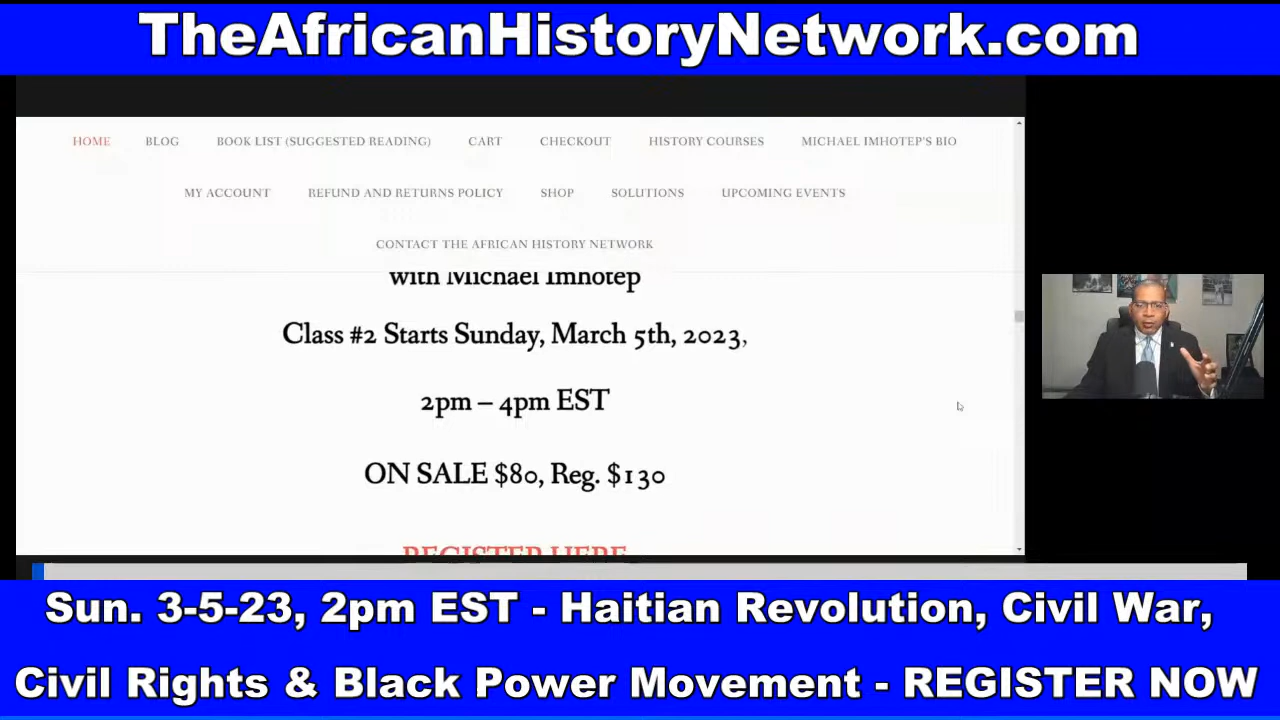 TheAfricanHistoryNetwork.com
HOME BLOG BOOK LIST (SUGGESTED READING) CART CHECKOUT HISTORY COURSES MICHAEL IMHOTEP'S BIO
MY ACCOUNT REFUND AND RETURNS POLICY SHOP SOLUTIONS UPCOMING EVENTS
CONTACT THE AFRICAN HISTORY NETWORK
with Michael Imhotep
Class #2 Starts Sunday, March 5th, 2023,
2pm – 4pm EST
ON SALE $80, Reg. $130
REGISTER HERE
Sun. 3-5-23, 2pm EST - Haitian Revolution, Civil War,
Civil Rights & Black Power Movement - REGISTER NOW